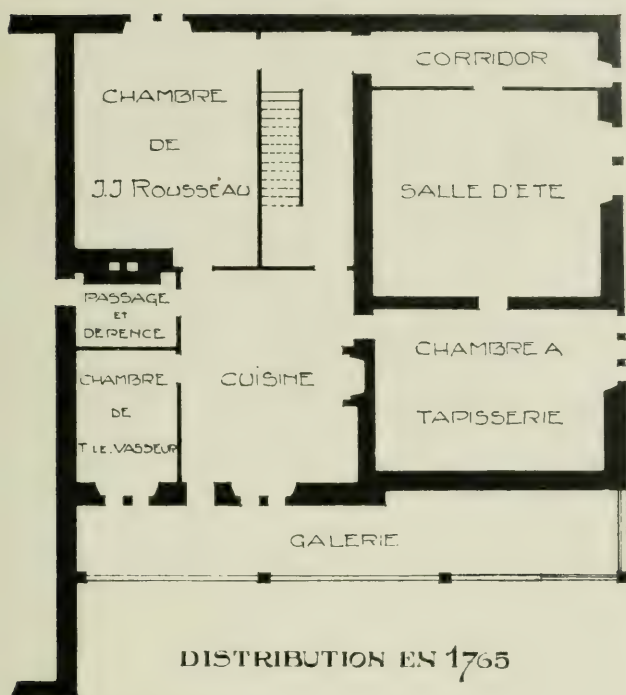 CHAMBRE
DE
J.J ROUSSÉAU
CORRIDOR
SALLE D'ETE
PASSAGE
ET
DEPENCE
CHAMBRE
DE
T LE. VASSEUR
CUISINE
CHAMBRE A
TAPISSERIE
GALERIE
DISTRIBUTION EN 1765